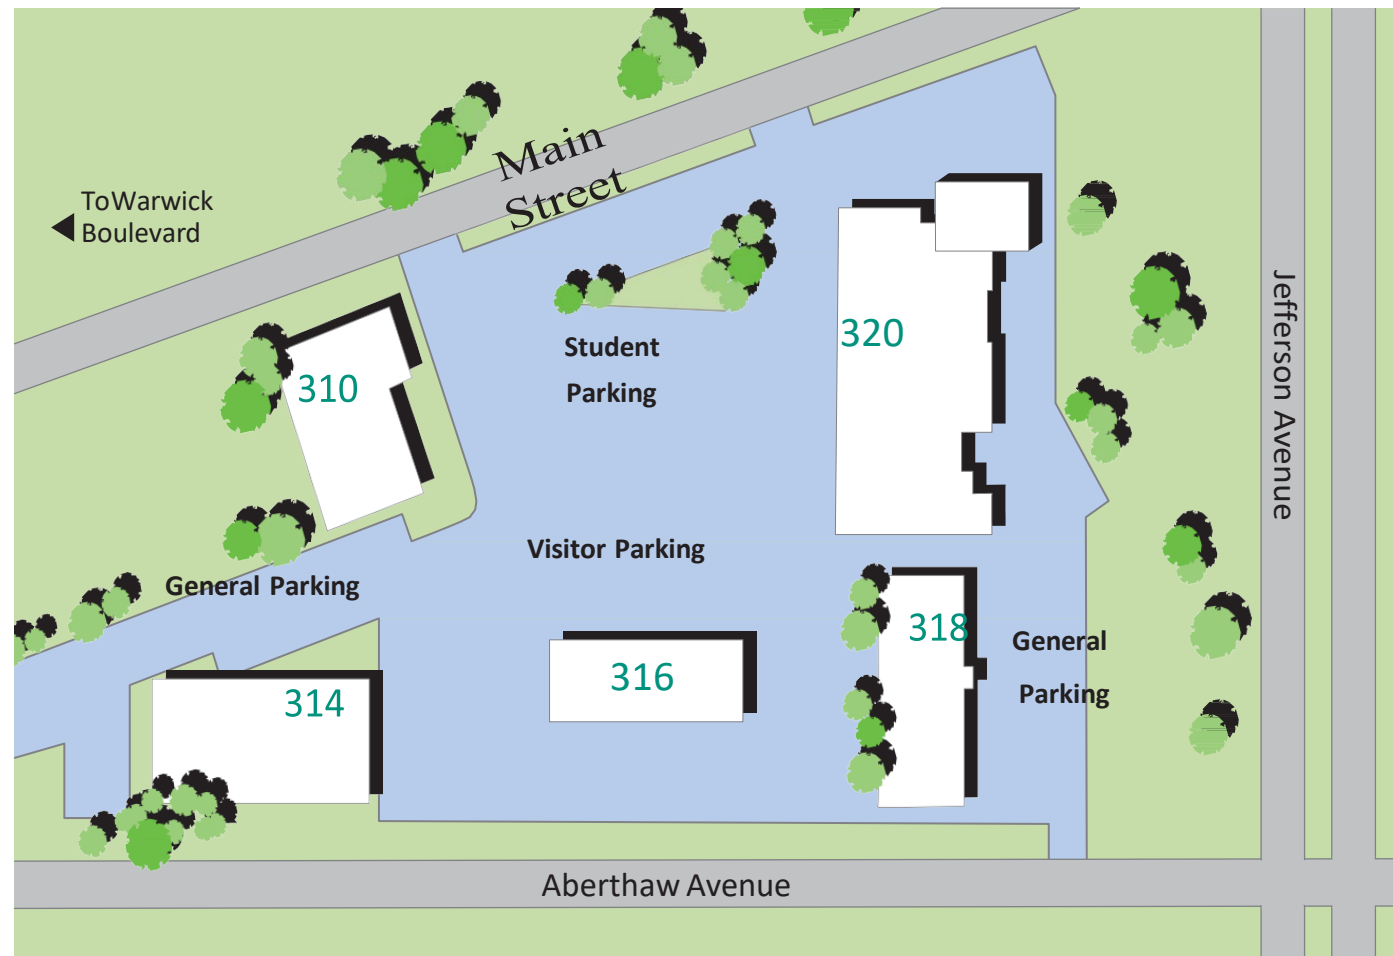 Main
Street
ToWarwick
Boulevard
Jefferson Avenue
320
Student
Parking
310
Visitor Parking
General Parking
318
General
Parking
316
314
Aberthaw Avenue